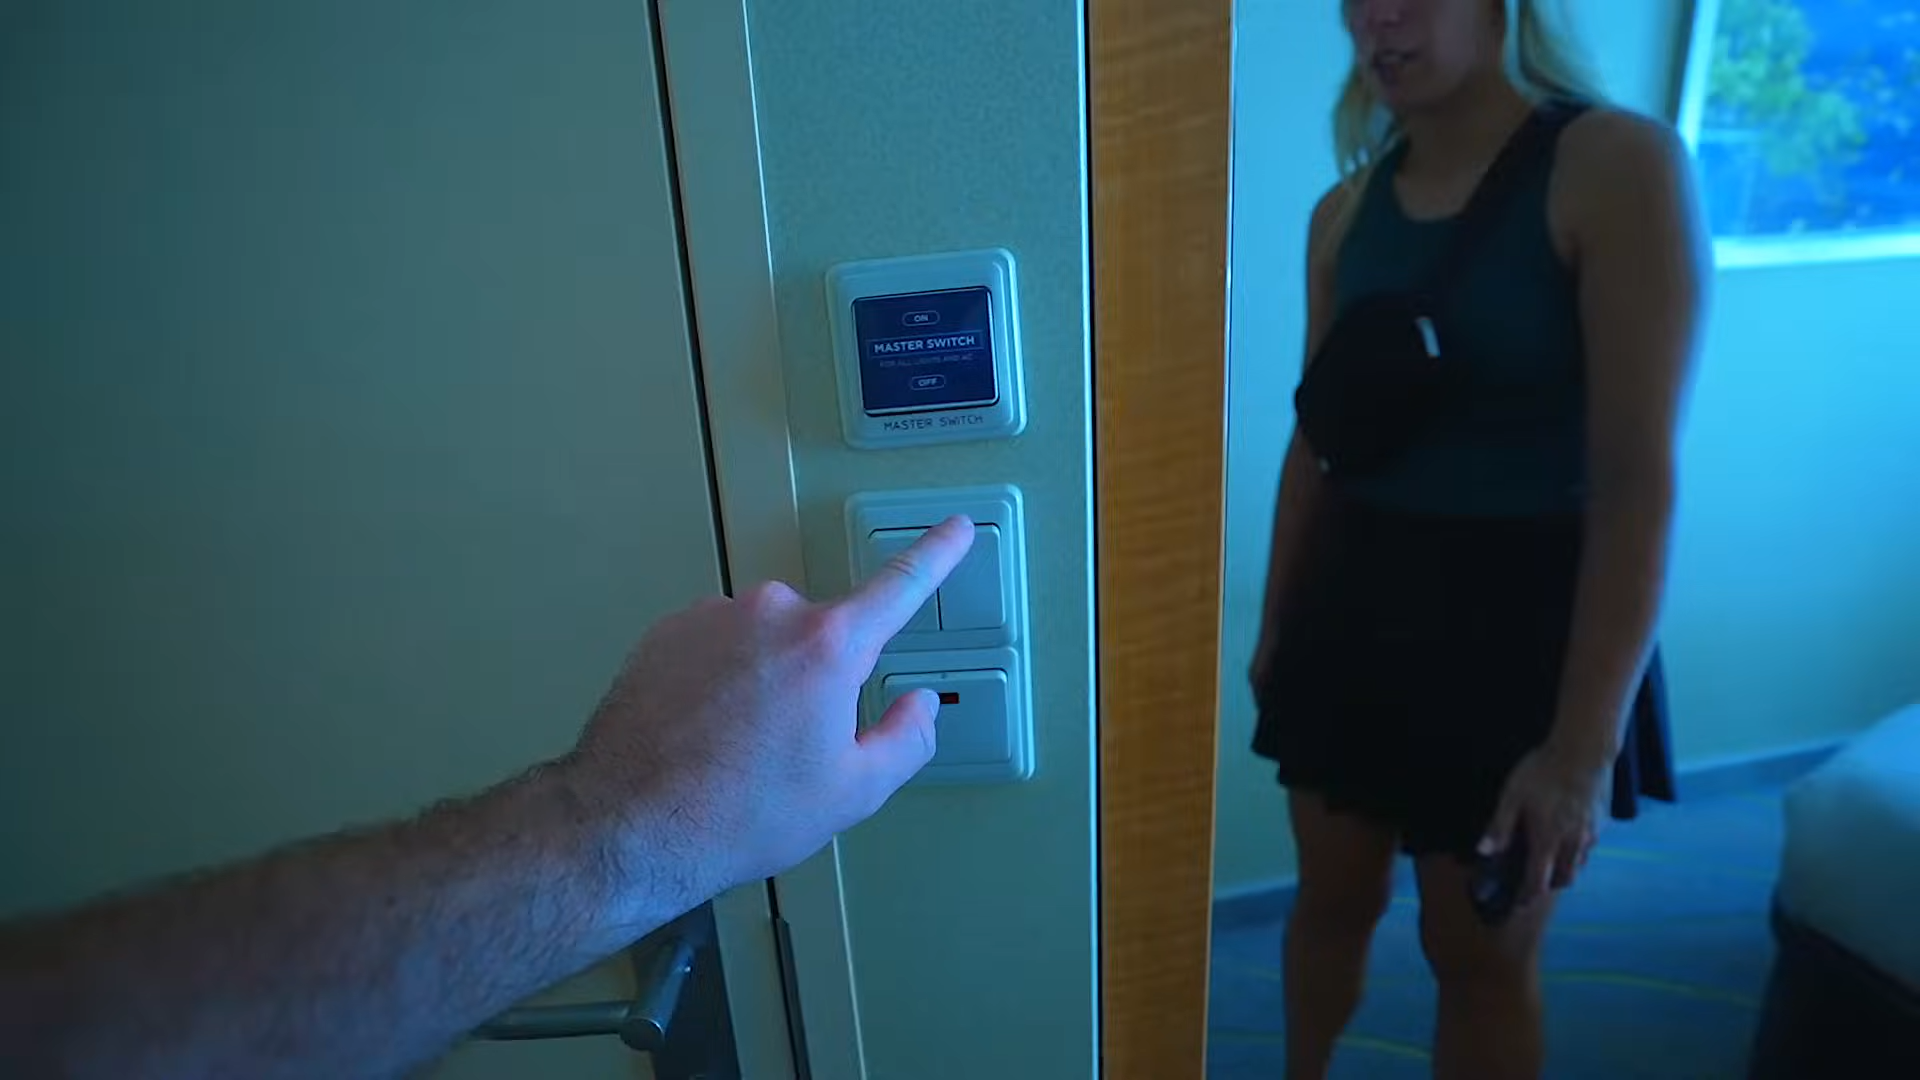 ON
MASTER SWITCH
FOR ALL LIGHTS AND AC
OFF
MASTER SWITCH